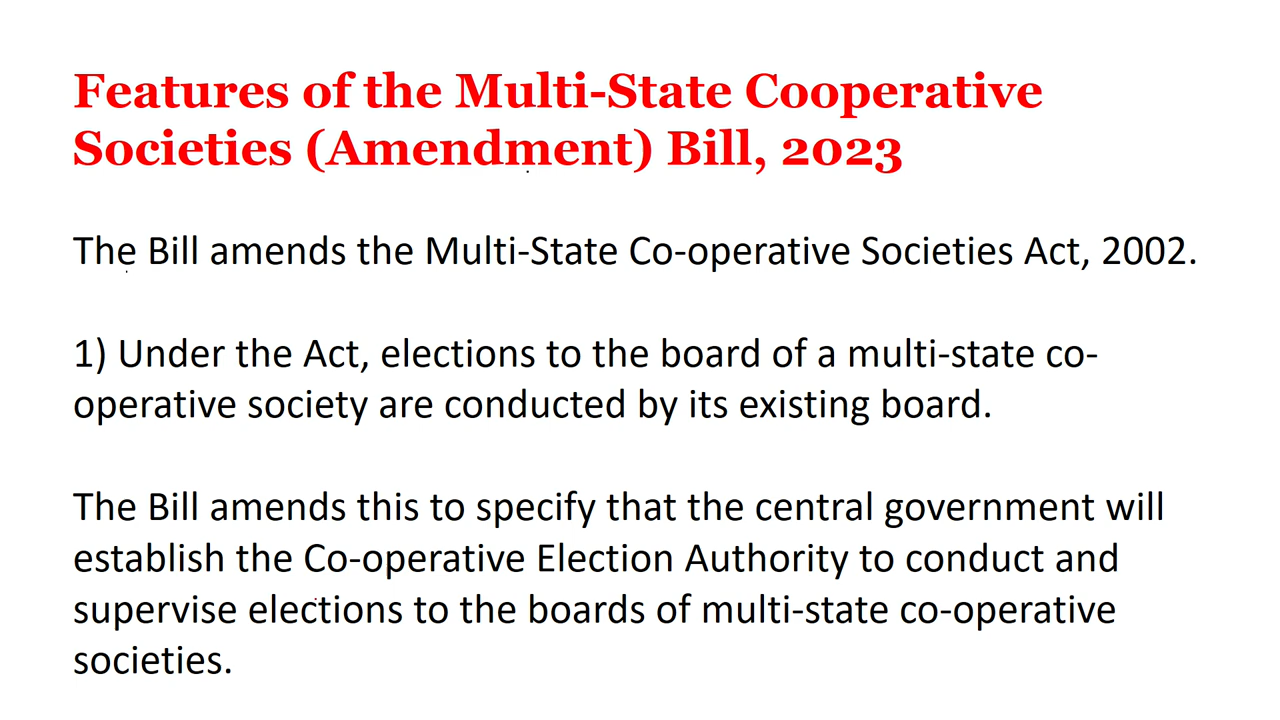 Features of the Multi-State Cooperative
Societies (Amendment) Bill, 2023
The Bill amends the Multi-State Co-operative Societies Act, 2002.
1) Under the Act, elections to the board of a multi-state co-
operative society are conducted by its existing board.
The Bill amends this to specify that the central government will
establish the Co-operative Election Authority to conduct and
supervise elections to the boards of multi-state co-operative
societies.